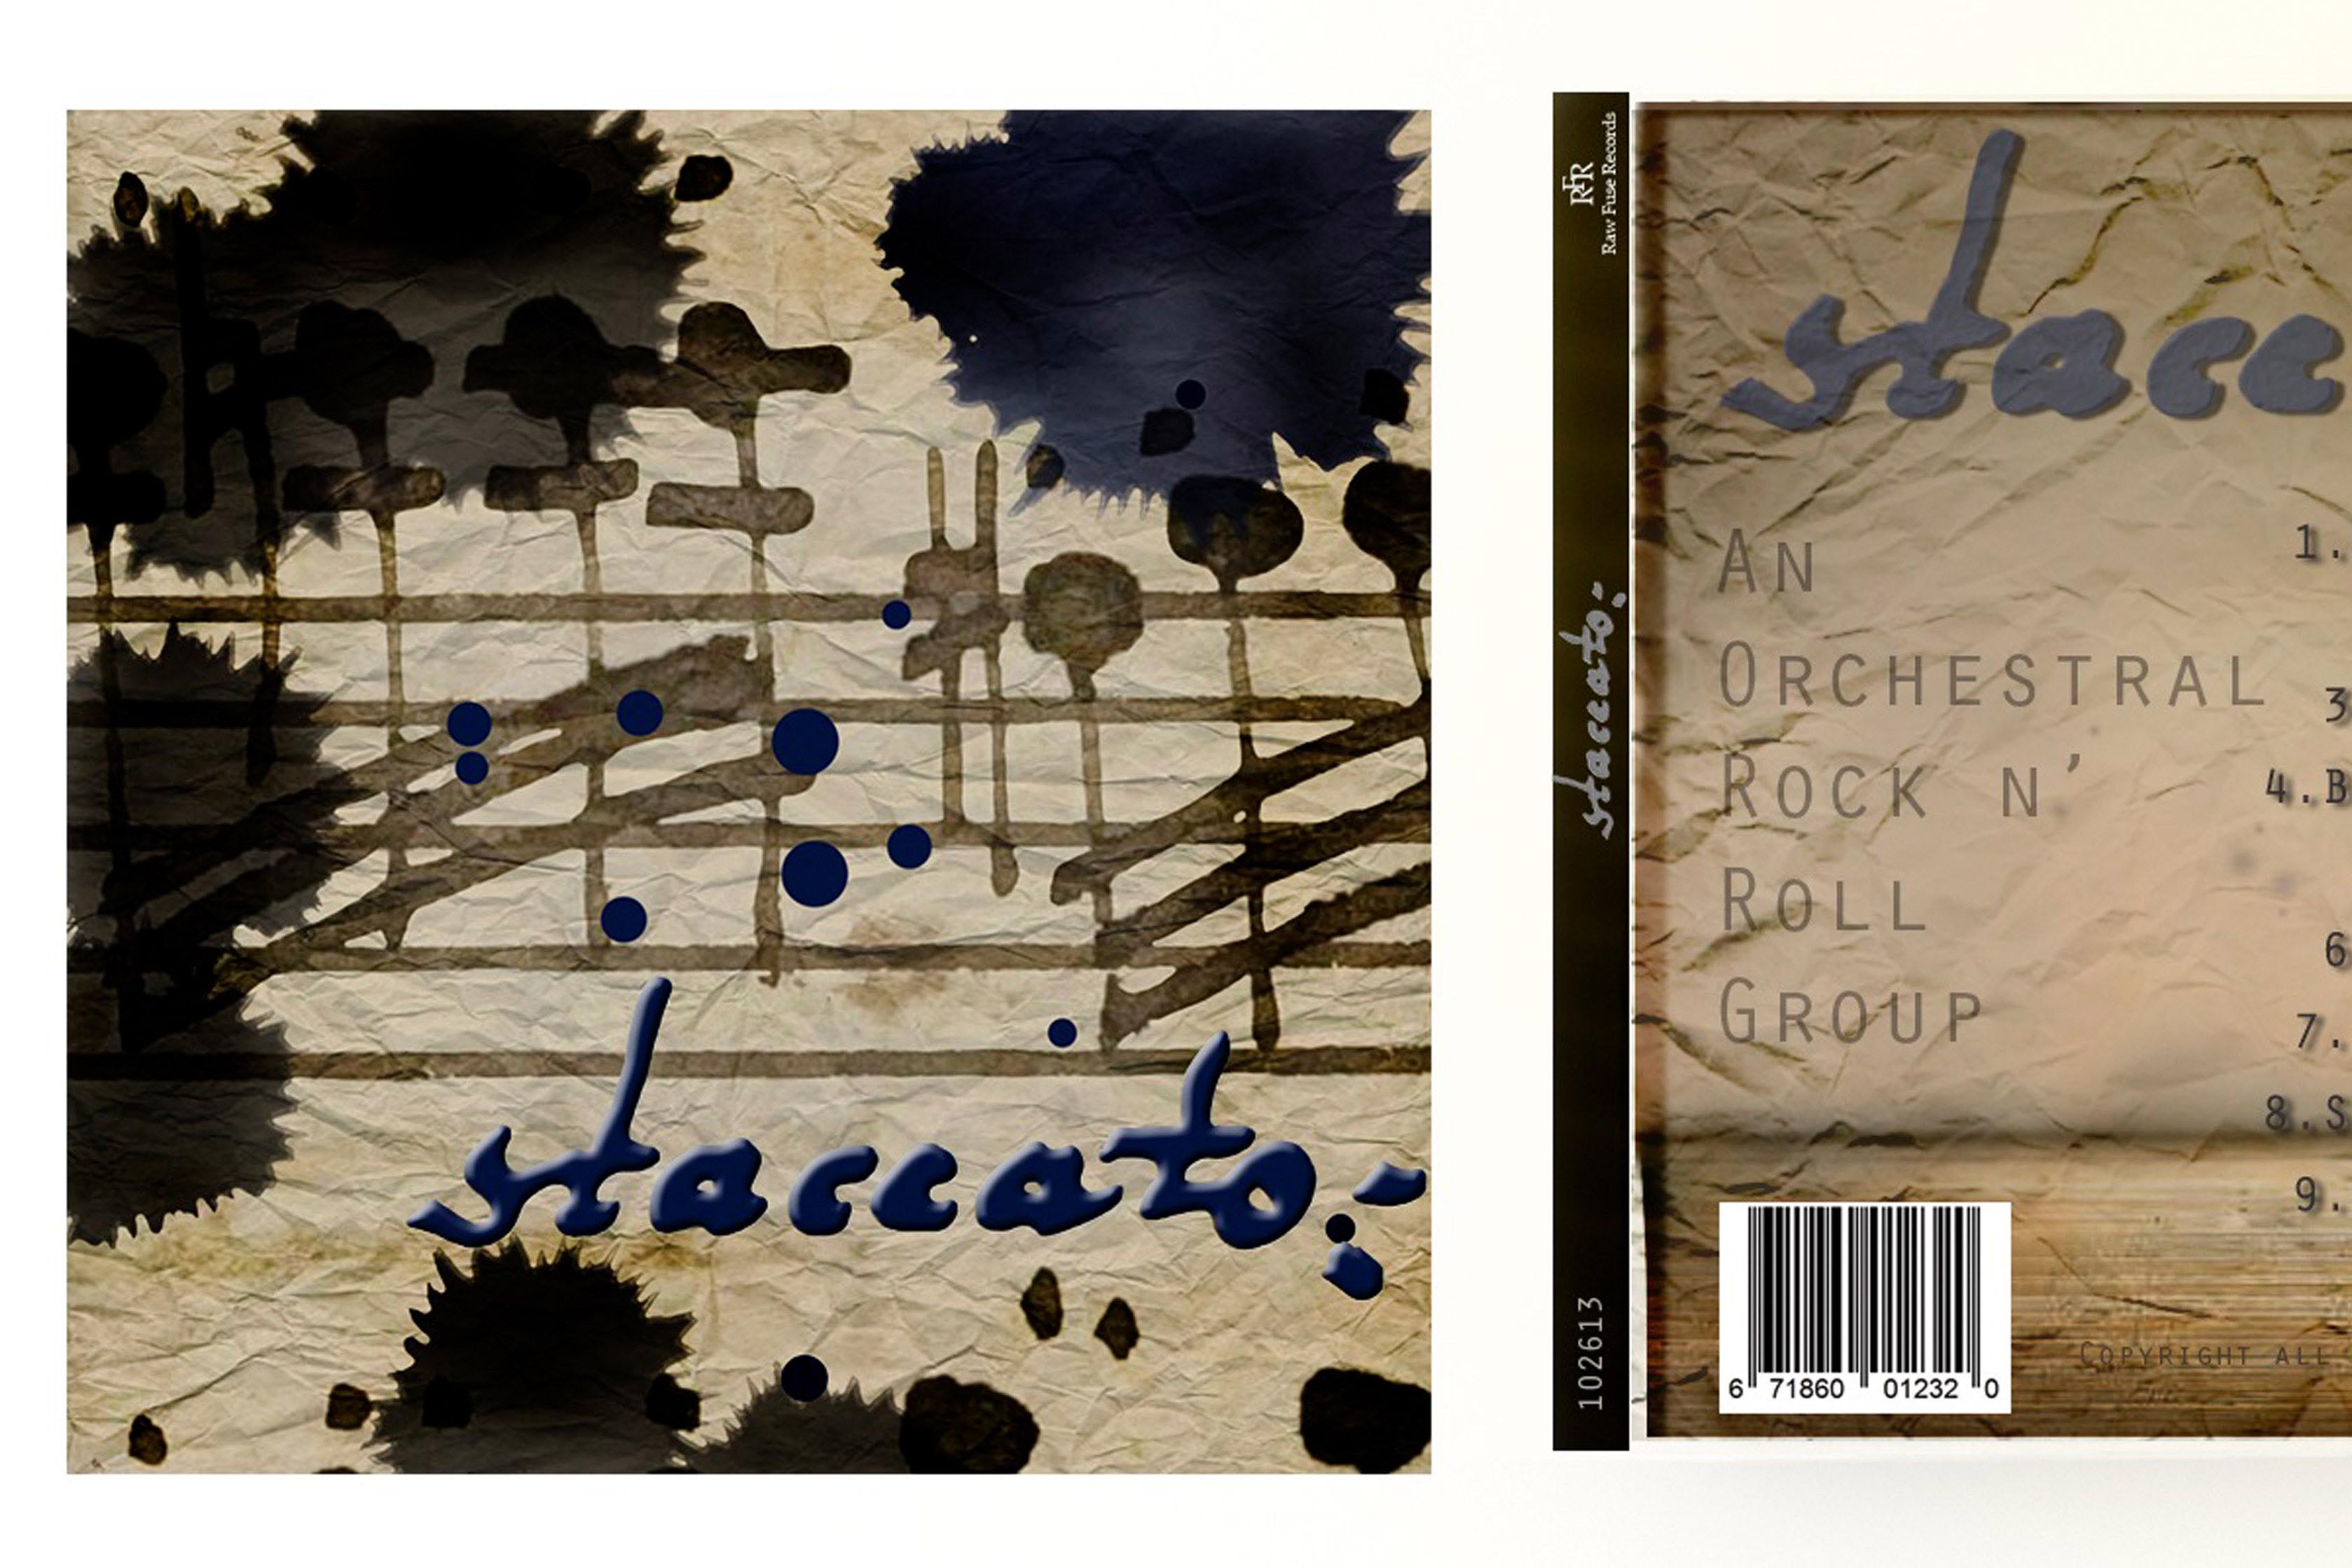 staccato:
RFR
Raw Fuse Records
staccato:
102613
stacc
An
Orchestral
Rock n'
Roll
Group
1.
3
4.B
6
7.
8.S
9.
6 71860 01232 0
Copyright all